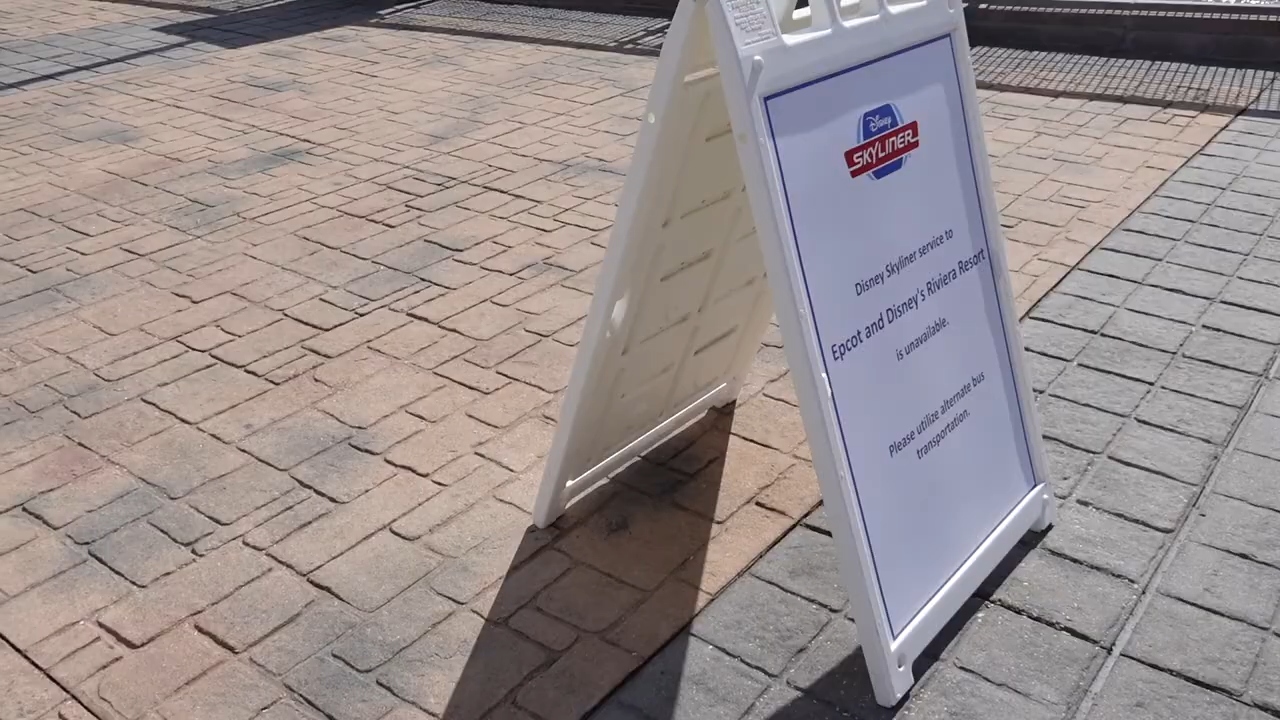 Disney
SKYLINER
Disney Skyliner service to
Epcot and Disney's Riviera Resort
is unavailable.
Please utilize alternate bus
transportation.